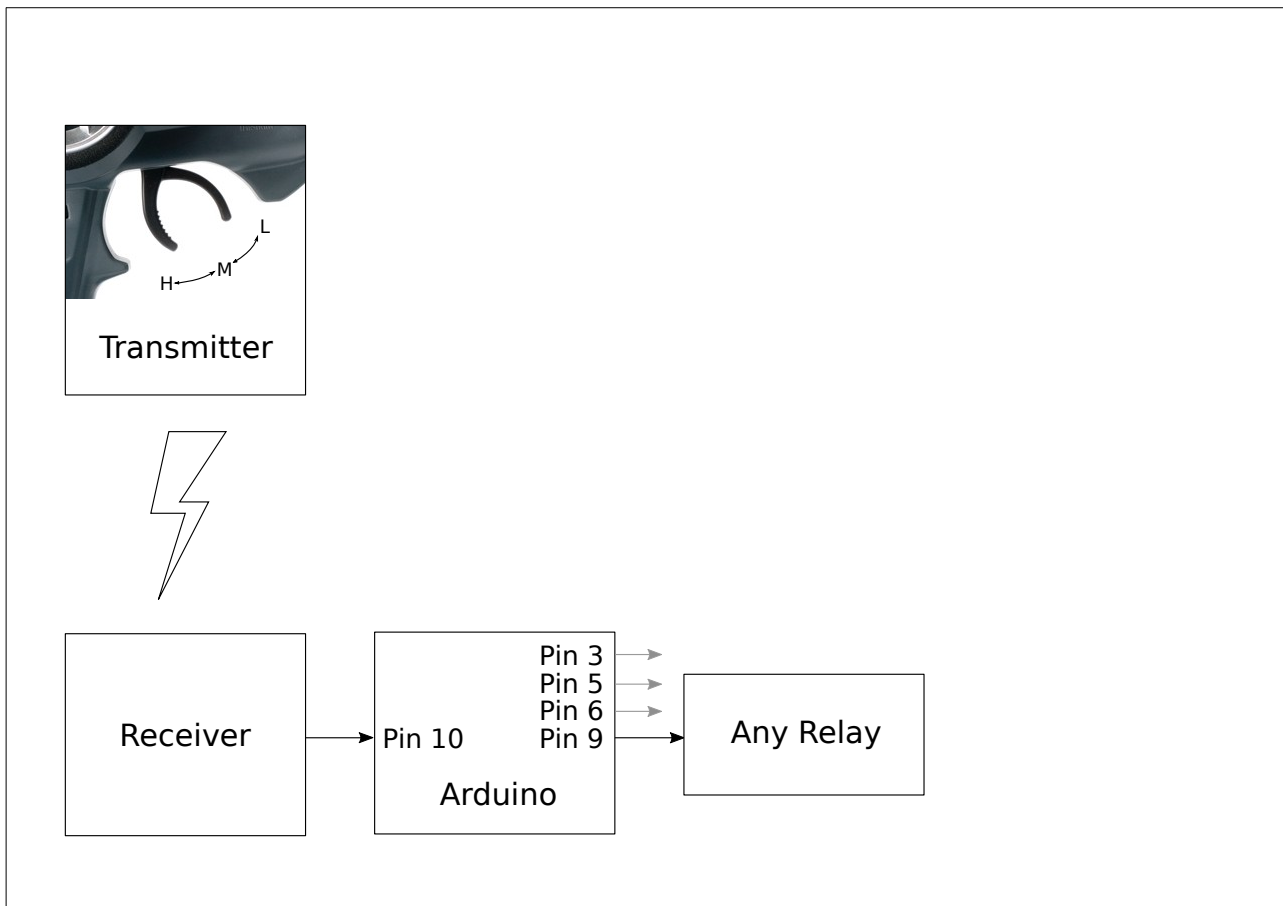 L
M
H
Transmitter
Pin 3
Pin 5
Pin 6
Receiver
Pin 10
Pin 9
Any Relay
Arduino